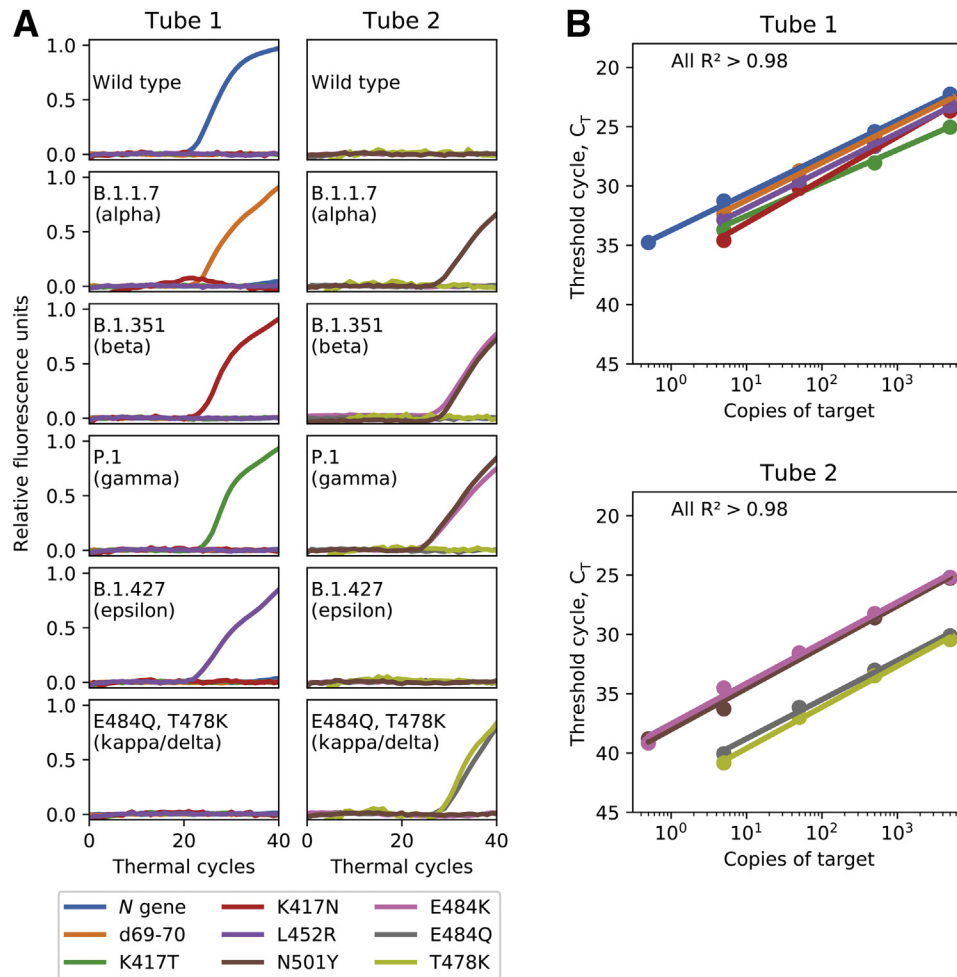 A
Tube 1
Tube 2
Relative fluorescence units
1.0
0.5
0.0
Wild type
Wild type
1.0
0.5
0.0
B.1.1.7
(alpha)
B.1.1.7
(alpha)
1.0
0.5
0.0
B.1.351
(beta)
B.1.351
(beta)
1.0
0.5
0.0
P.1
(gamma)
P.1
(gamma)
1.0
0.5
0.0
B.1.427
(epsilon)
B.1.427
(epsilon)
1.0
0.5
0.0
E484Q, T478K
(kappa/delta)
E484Q, T478K
(kappa/delta)
0 20 40
0 20 40
Thermal cycles
Thermal cycles
N gene
d69-70
K417T
K417N
L452R
N501Y
E484K
E484Q
T478K
B
Tube 1
All R² > 0.98
Threshold cycle, C_T
20
25
30
35
40
45
10⁰ 10¹ 10² 10³
Copies of target
Tube 2
All R² > 0.98
Threshold cycle, C_T
20
25
30
35
40
45
10⁰ 10¹ 10² 10³
Copies of target